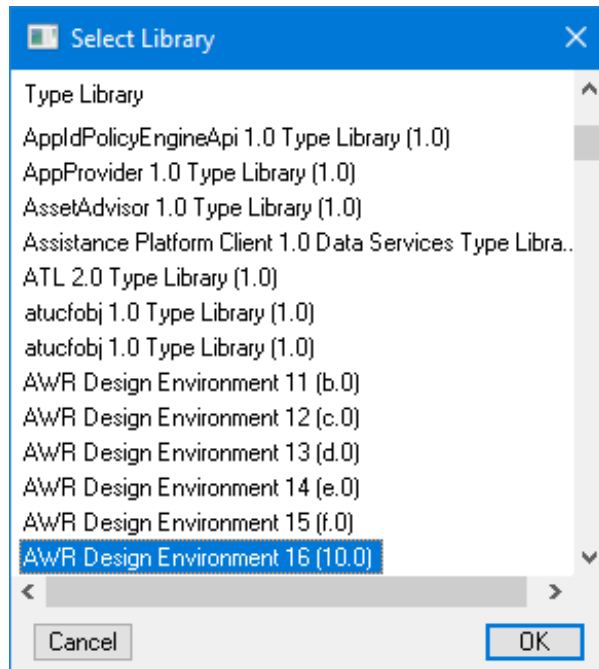 Select Library
Type Library
AppIdPolicyEngineApi 1.0 Type Library (1.0)
AppProvider 1.0 Type Library (1.0)
AssetAdvisor 1.0 Type Library (1.0)
Assistance Platform Client 1.0 Data Services Type Libra..
ATL 2.0 Type Library (1.0)
atucfobj 1.0 Type Library (1.0)
atucfobj 1.0 Type Library (1.0)
AWR Design Environment 11 (b.0)
AWR Design Environment 12 (c.0)
AWR Design Environment 13 (d.0)
AWR Design Environment 14 (e.0)
AWR Design Environment 15 (f.0)
AWR Design Environment 16 (10.0)
Cancel OK